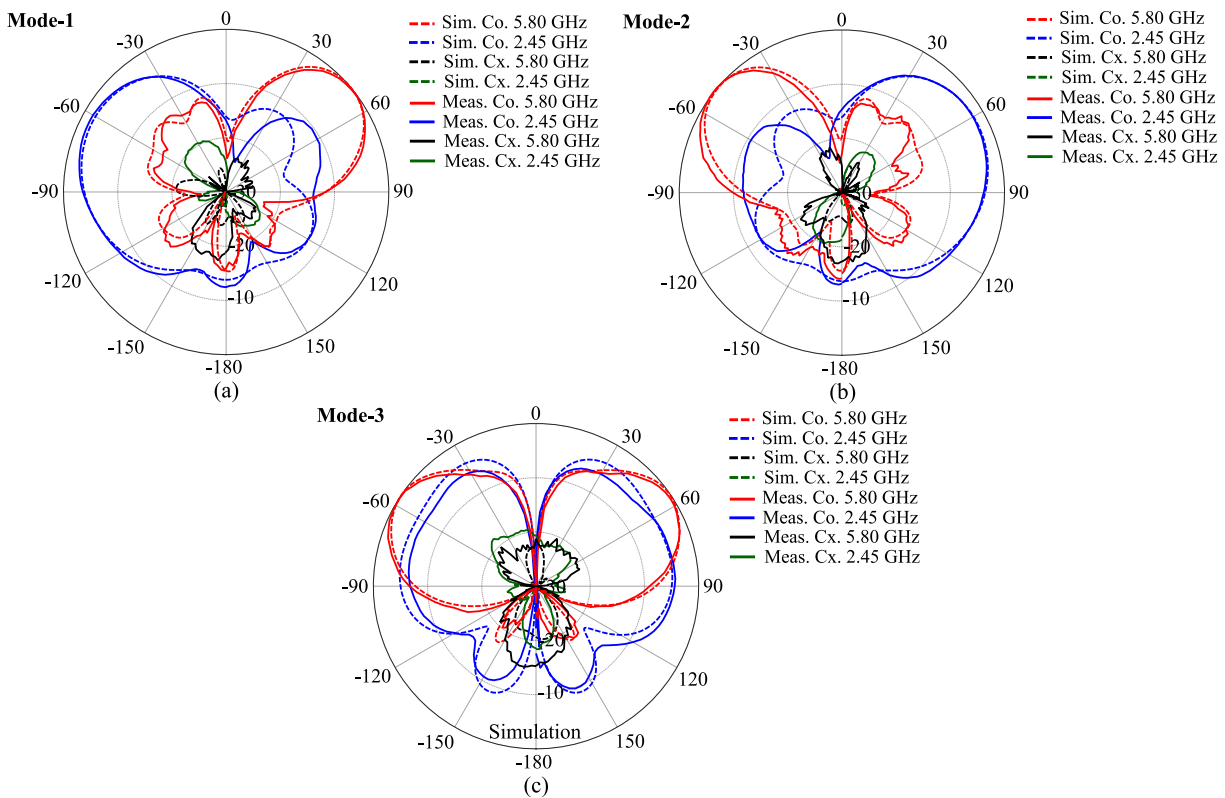 Mode-1
0
30
60
90
120
150
-180
-150
-120
-90
-60
-30
-10
-20
Sim. Co. 5.80 GHz
Sim. Co. 2.45 GHz
Sim. Cx. 5.80 GHz
Sim. Cx. 2.45 GHz
Meas. Co. 5.80 GHz
Meas. Co. 2.45 GHz
Meas. Cx. 5.80 GHz
Meas. Cx. 2.45 GHz
(a)
Mode-2
0
30
60
90
120
150
-180
-150
-120
-90
-60
-30
-10
-20
Sim. Co. 5.80 GHz
Sim. Co. 2.45 GHz
Sim. Cx. 5.80 GHz
Sim. Cx. 2.45 GHz
Meas. Co. 5.80 GHz
Meas. Co. 2.45 GHz
Meas. Cx. 5.80 GHz
Meas. Cx. 2.45 GHz
(b)
Mode-3
0
30
60
90
120
150
-180
-150
-120
-90
-60
-30
-10
-20
Simulation
Sim. Co. 5.80 GHz
Sim. Co. 2.45 GHz
Sim. Cx. 5.80 GHz
Sim. Cx. 2.45 GHz
Meas. Co. 5.80 GHz
Meas. Co. 2.45 GHz
Meas. Cx. 5.80 GHz
Meas. Cx. 2.45 GHz
(c)